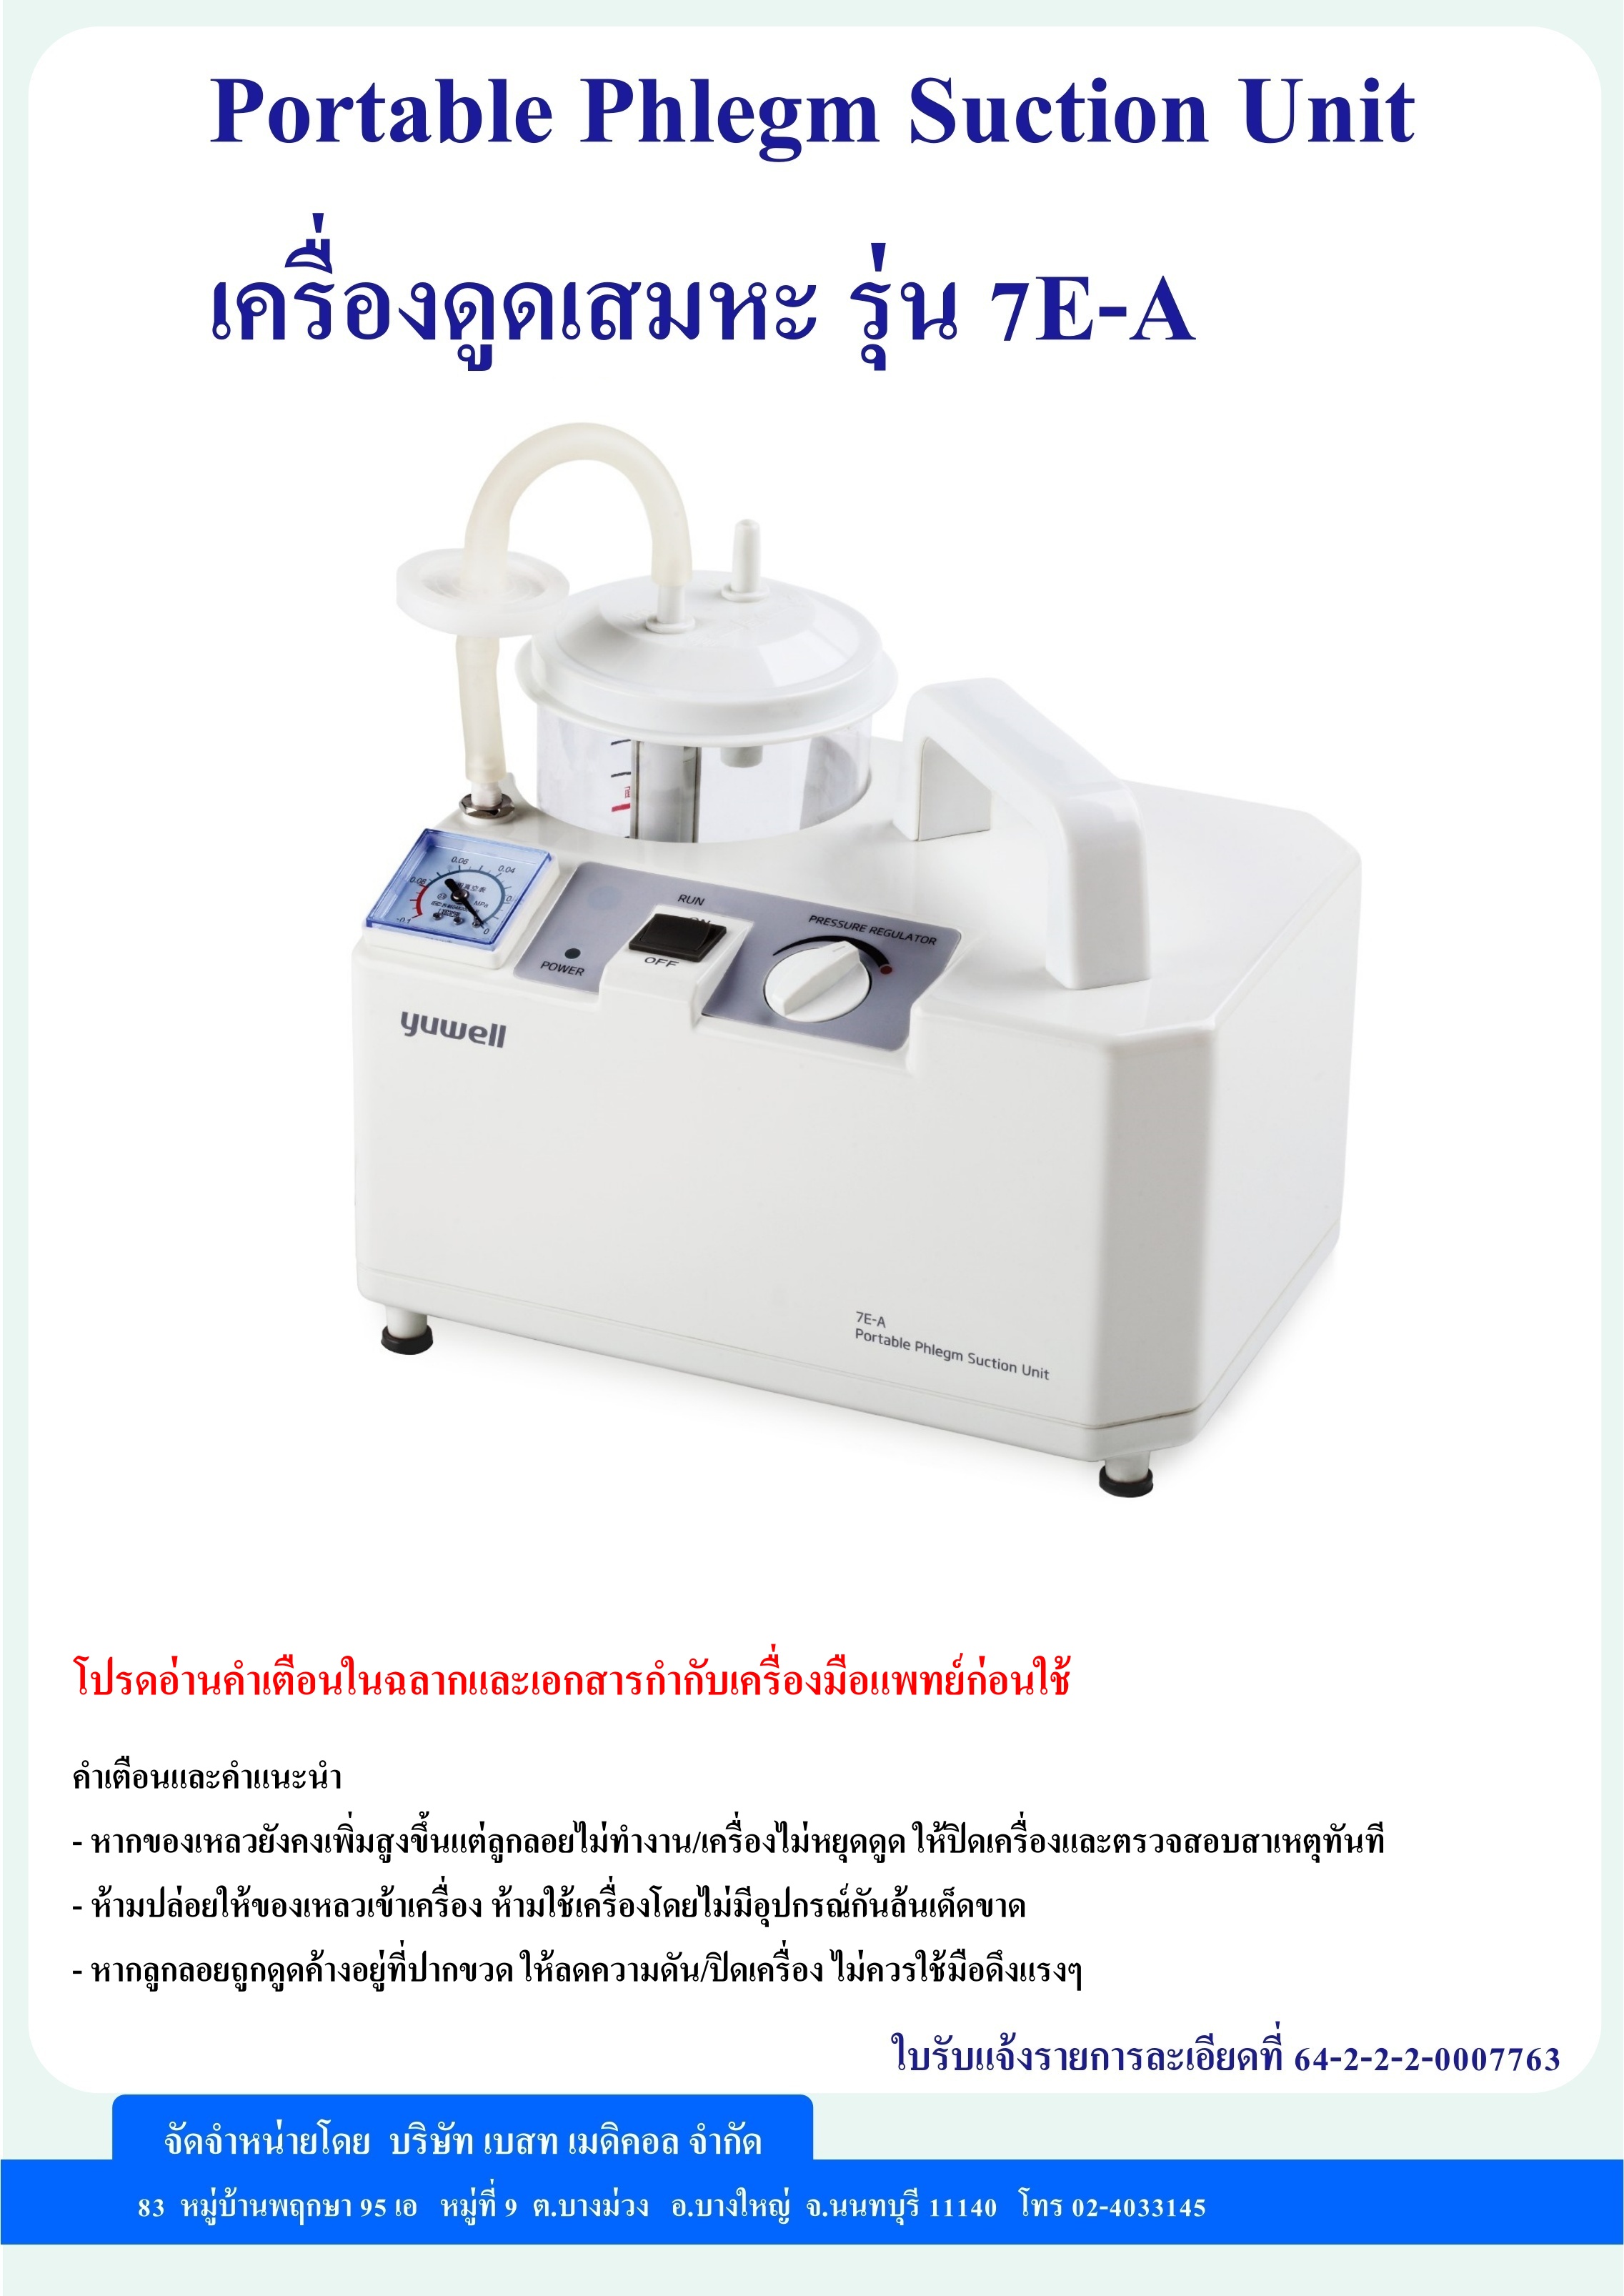 Portable Phlegm Suction Unit
เครื่องดูดเสมหะ รุ่น 7E-A
0.06
0.04
0.08
MPa
-0.1
0
RUN
ON
OFF
POWER
PRESSURE REGULATOR
yuwell
7E-A
Portable Phlegm Suction Unit
โปรดอ่านคำเตือนในฉลากและเอกสารกำกับเครื่องมือแพทย์ก่อนใช้
คำเตือนและคำแนะนำ
- หากของเหลวยังคงเพิ่มสูงขึ้นแต่ลูกลอยไม่ทำงาน/เครื่องไม่หยุดดูด ให้ปิดเครื่องและตรวจสอบสาเหตุทันที
- ห้ามปล่อยให้ของเหลวเข้าเครื่อง ห้ามใช้เครื่องโดยไม่มีอุปกรณ์กันล้นเด็ดขาด
- หากลูกลอยถูกดูดค้างอยู่ที่ปากขวด ให้ลดความดัน/ปิดเครื่อง ไม่ควรใช้มือดึงแรงๆ
ใบรับแจ้งรายการละเอียดที่ 64-2-2-2-0007763
จัดจำหน่ายโดย บริษัท เบสท เมดิคอล จำกัด
83 หมู่บ้านพฤกษา 95 เอ หมู่ที่ 9 ต.บางม่วง อ.บางใหญ่ จ.นนทบุรี 11140 โทร 02-4033145